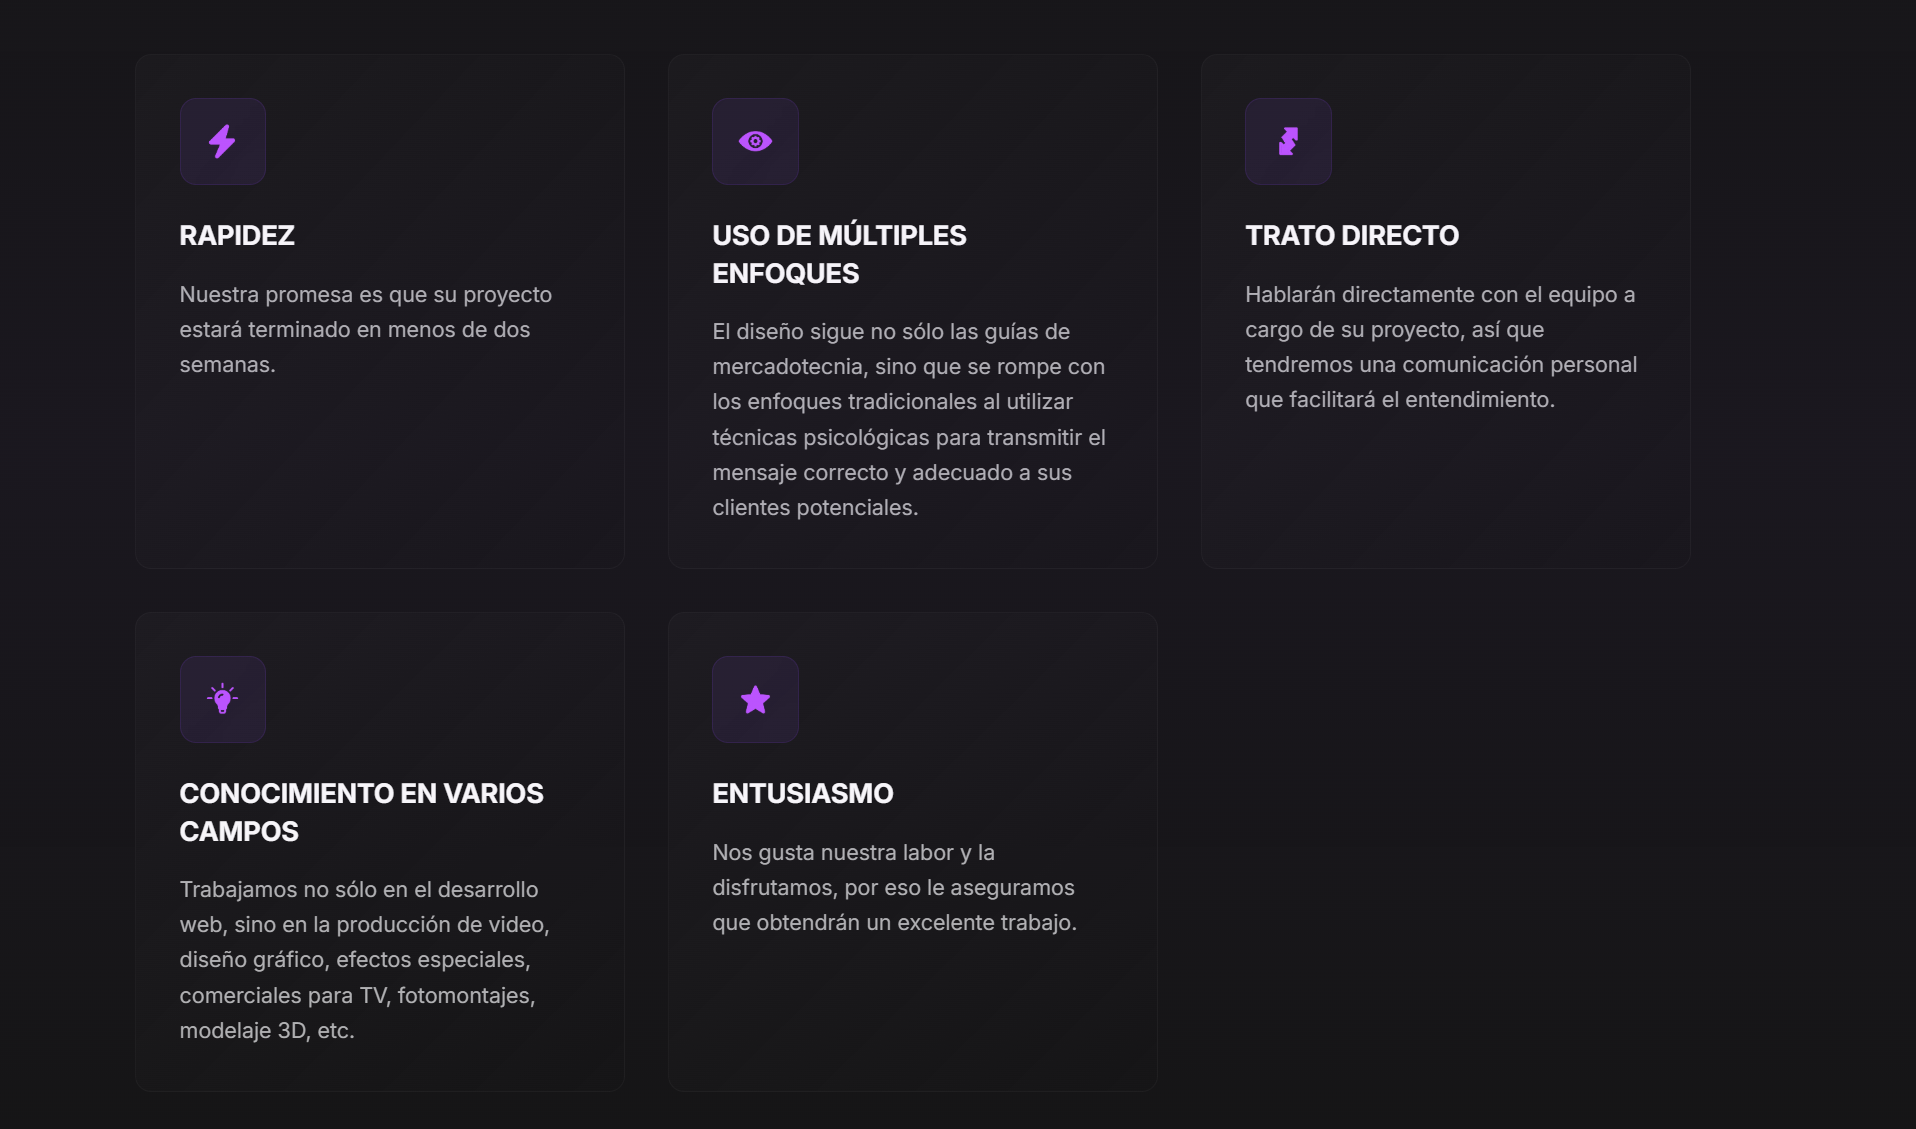 RAPIDEZ
Nuestra promesa es que su proyecto
estará terminado en menos de dos
semanas.
USO DE MÚLTIPLES
ENFOQUES
El diseño sigue no sólo las guías de
mercadotecnia, sino que se rompe con
los enfoques tradicionales al utilizar
técnicas psicológicas para transmitir el
mensaje correcto y adecuado a sus
clientes potenciales.
TRATO DIRECTO
Hablarán directamente con el equipo a
cargo de su proyecto, así que
tendremos una comunicación personal
que facilitará el entendimiento.
CONOCIMIENTO EN VARIOS
CAMPOS
Trabajamos no sólo en el desarrollo
web, sino en la producción de video,
diseño gráfico, efectos especiales,
comerciales para TV, fotomontajes,
modelaje 3D, etc.
ENTUSIASMO
Nos gusta nuestra labor y la
disfrutamos, por eso le aseguramos
que obtendrán un excelente trabajo.